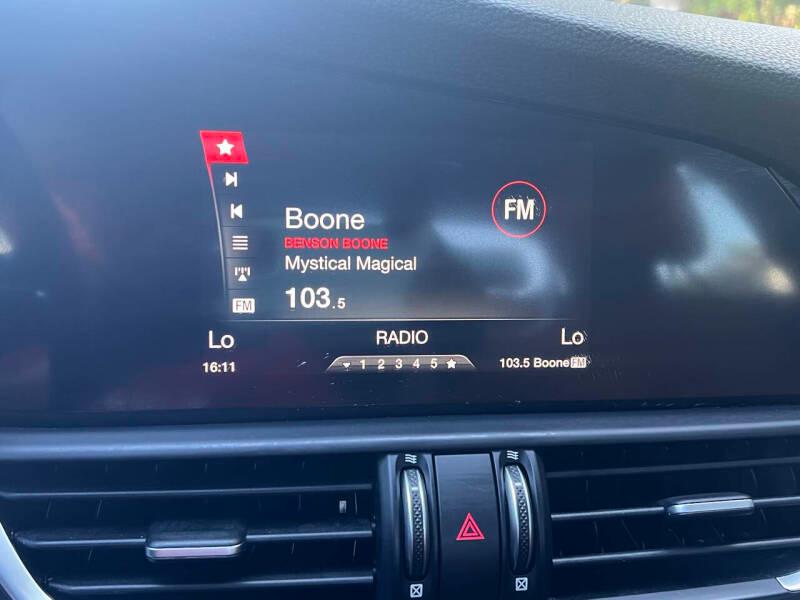 Boone
BENSON BOONE
Mystical Magical
103.5
FM
FM
Lo
RADIO
Lo
16:11
1 2 3 4 5
103.5 Boone FM